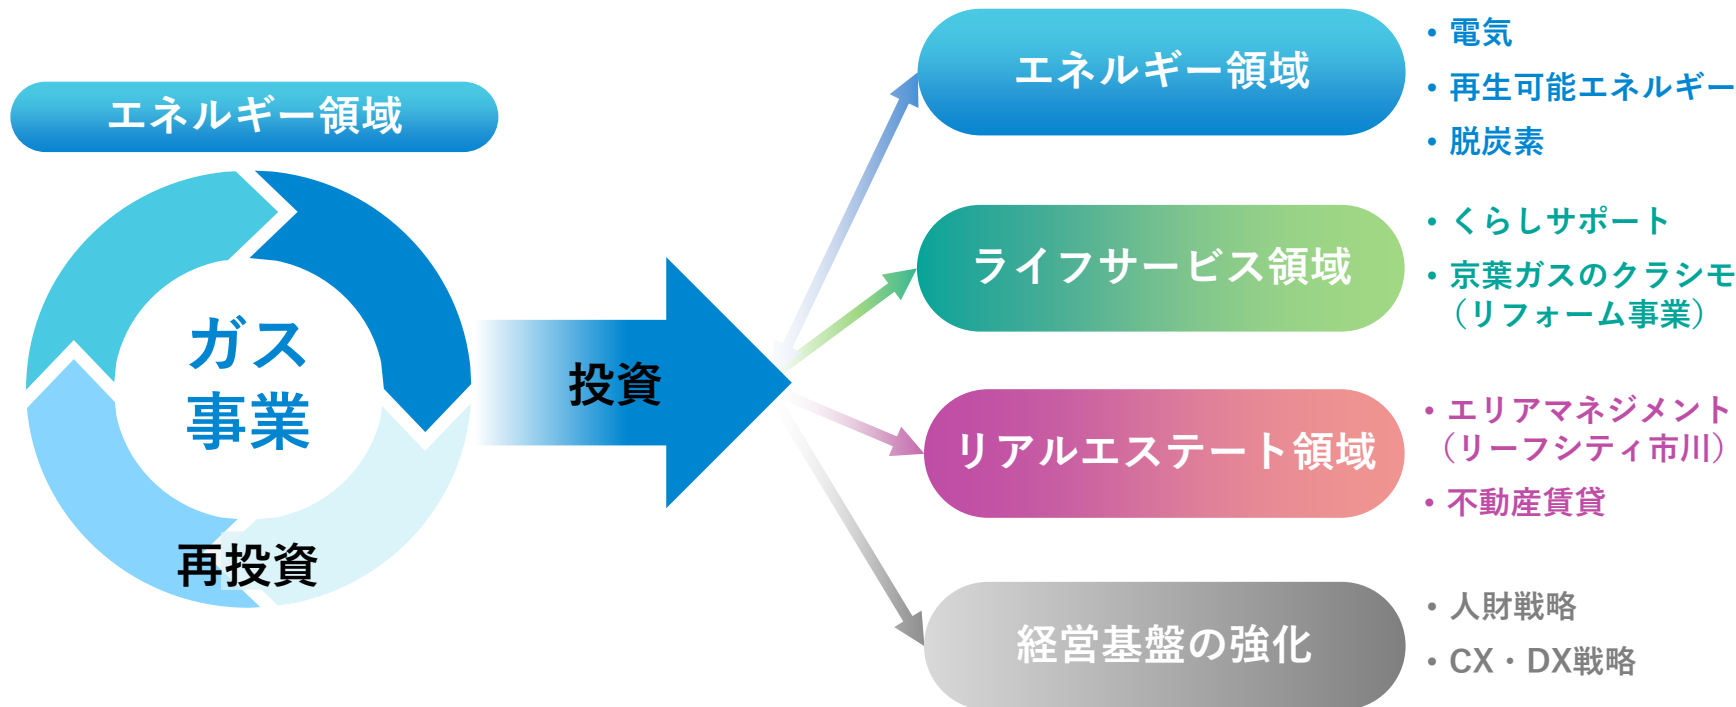 エネルギー領域
ガス
事業
再投資
投資
エネルギー領域
・電気
・再生可能エネルギー
・脱炭素
ライフサービス領域
・くらしサポート
・京葉ガスのクラシモ
（リフォーム事業）
リアルエステート領域
・エリアマネジメント
（リーフシティ市川）
・不動産賃貸
経営基盤の強化
・人財戦略
・CX・DX戦略